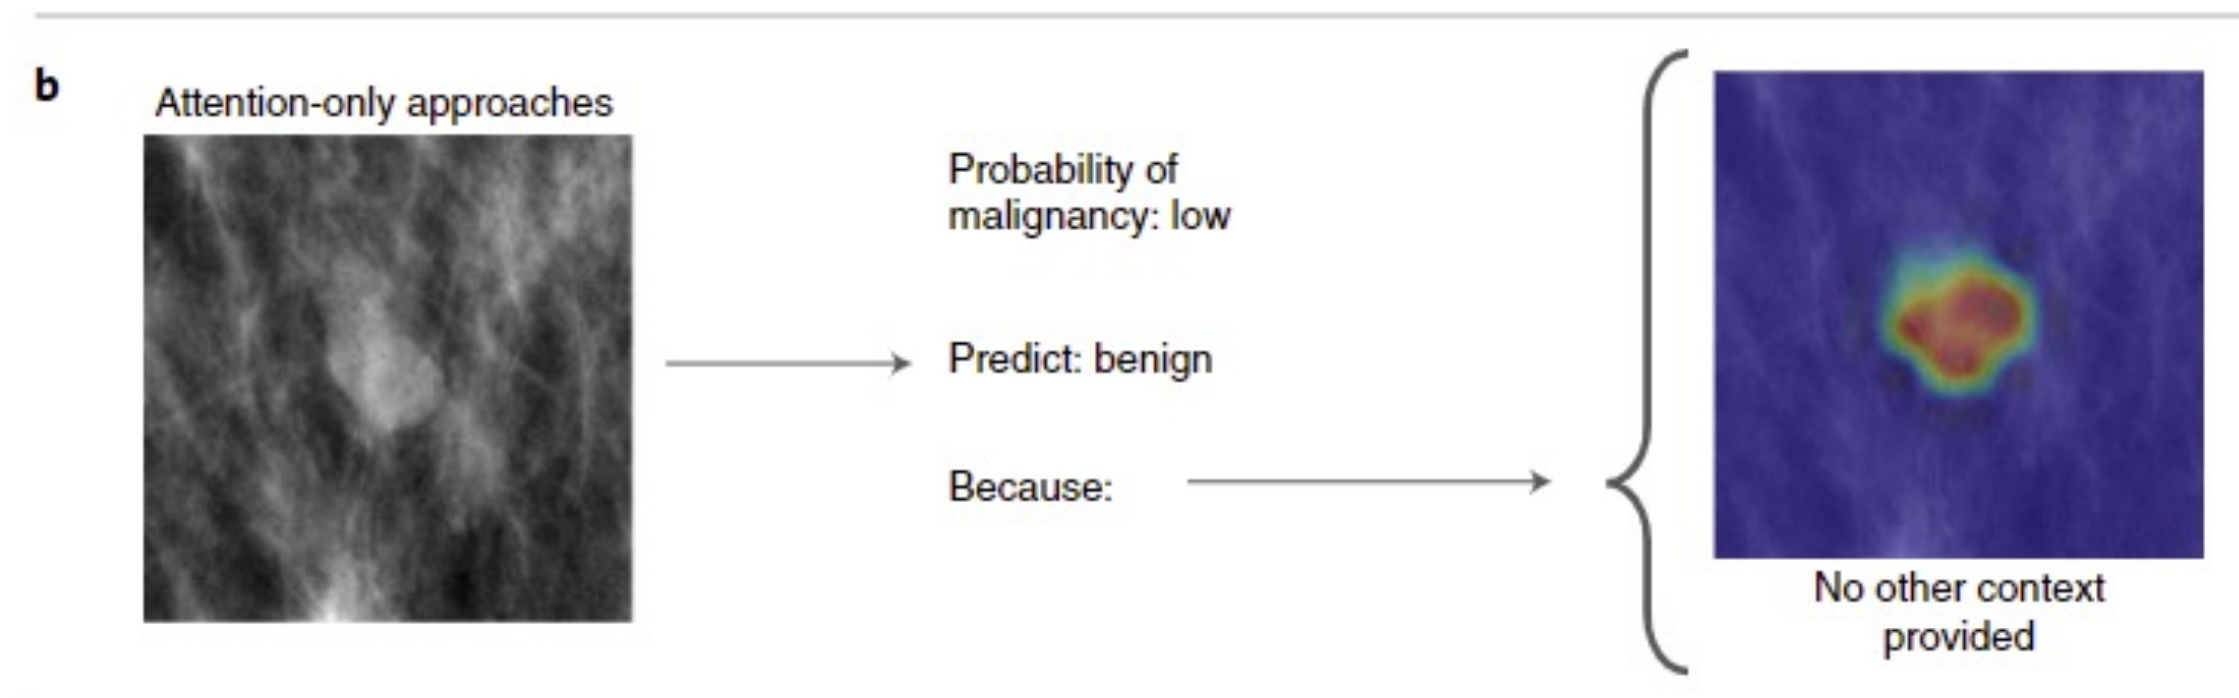 b
Attention-only approaches
Probability of
malignancy: low
Predict: benign
Because:
No other context
provided